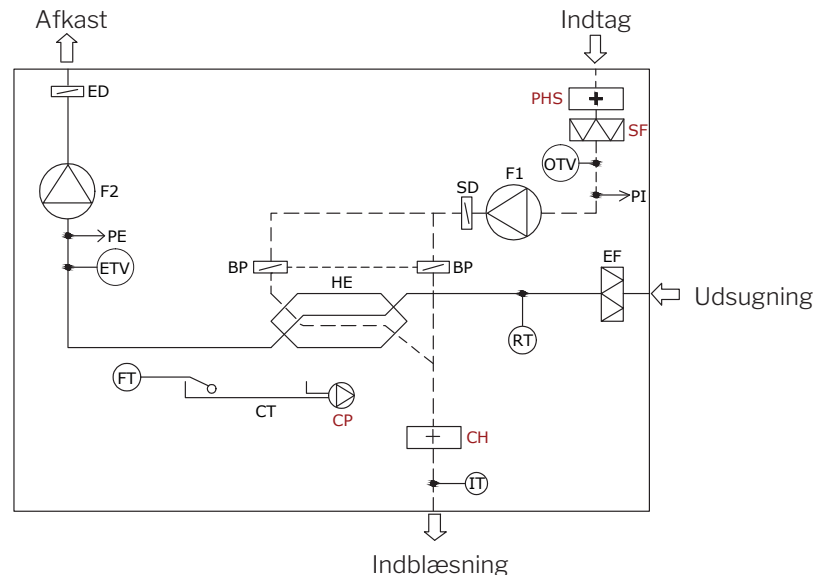 Afkast
Indtag
ED
PHS
SF
OTV
F1
SD
F2
PI
PE
EF
ETV
BP
BP
HE
Udsugning
RT
FT
CT
CP
CH
IT
Indblæsning